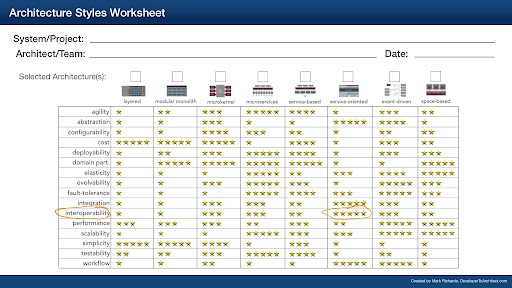 Architecture Styles Worksheet
System/Project:
Architect/Team: Date:
Selected Architecture(s):
layered modular monolith microkernel microservices service-based service-oriented event-driven space-based
agility
abstraction
configurability
cost
deployability
domain part.
elasticity
evolvability
fault-tolerance
integration
interoperability
performance
scalability
simplicity
testability
workflow
Created by Mark Richards, DeveloperToArchitect.com